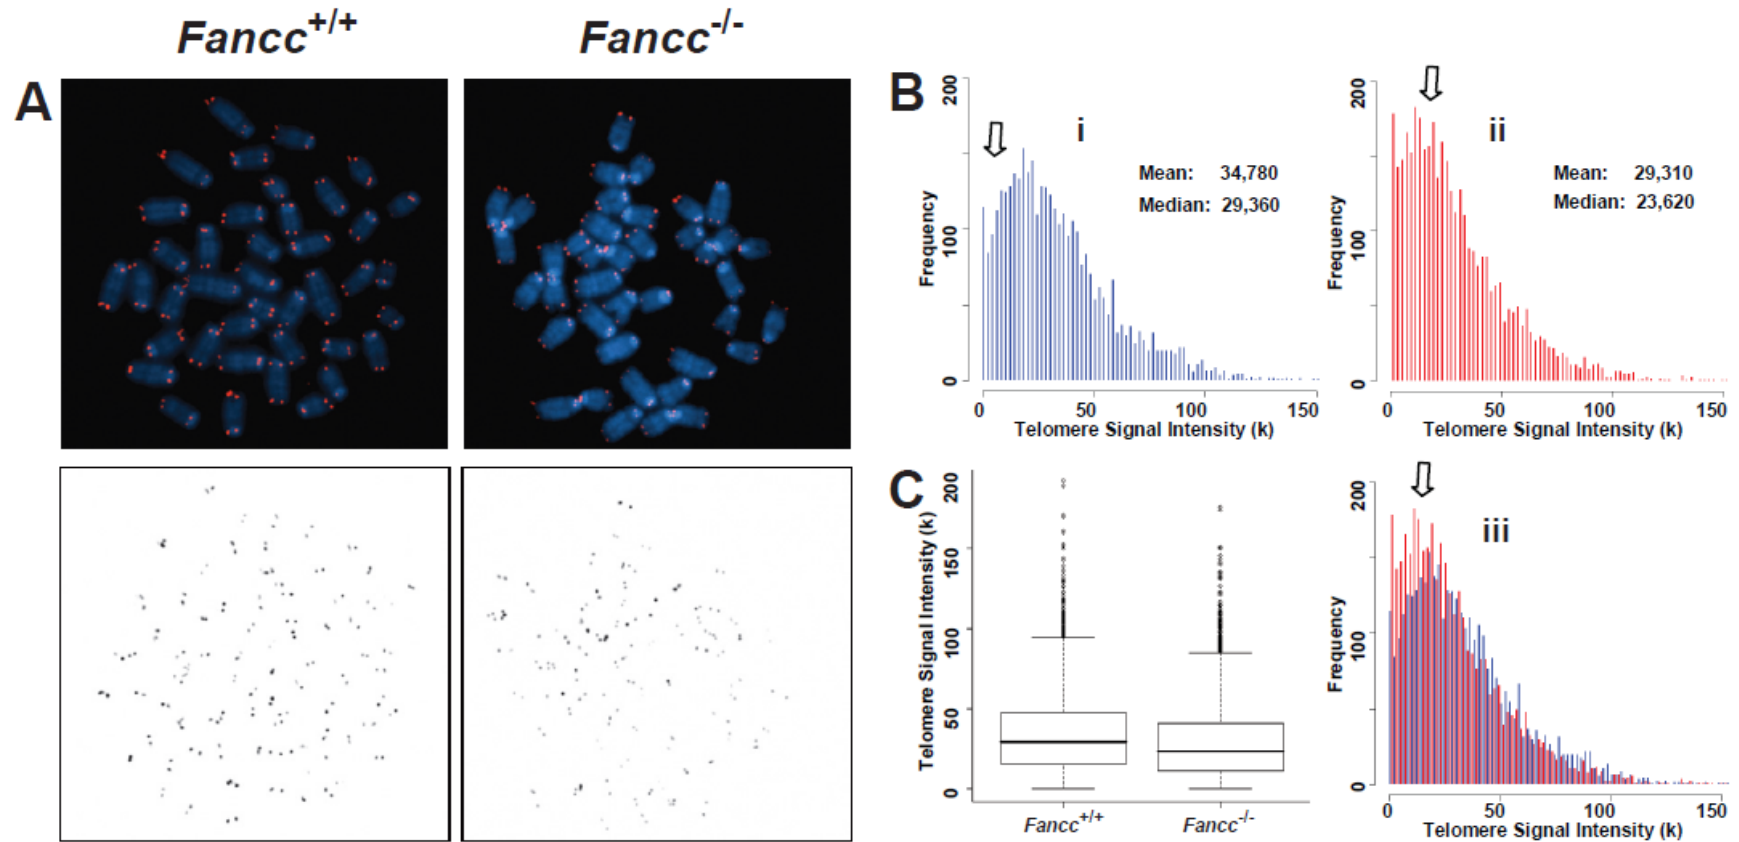 Fancc+/+
Fancc-/-
A
B
i
Mean: 34,780
Median: 29,360
Frequency
200
100
0
0 50 100 150
Telomere Signal Intensity (k)
ii
Mean: 29,310
Median: 23,620
Frequency
200
100
0
0 50 100 150
Telomere Signal Intensity (k)
C
Telomere Signal Intensity (k)
200
150
100
50
0
Fancc+/+
Fancc-/-
iii
Frequency
200
100
0
0 50 100 150
Telomere Signal Intensity (k)